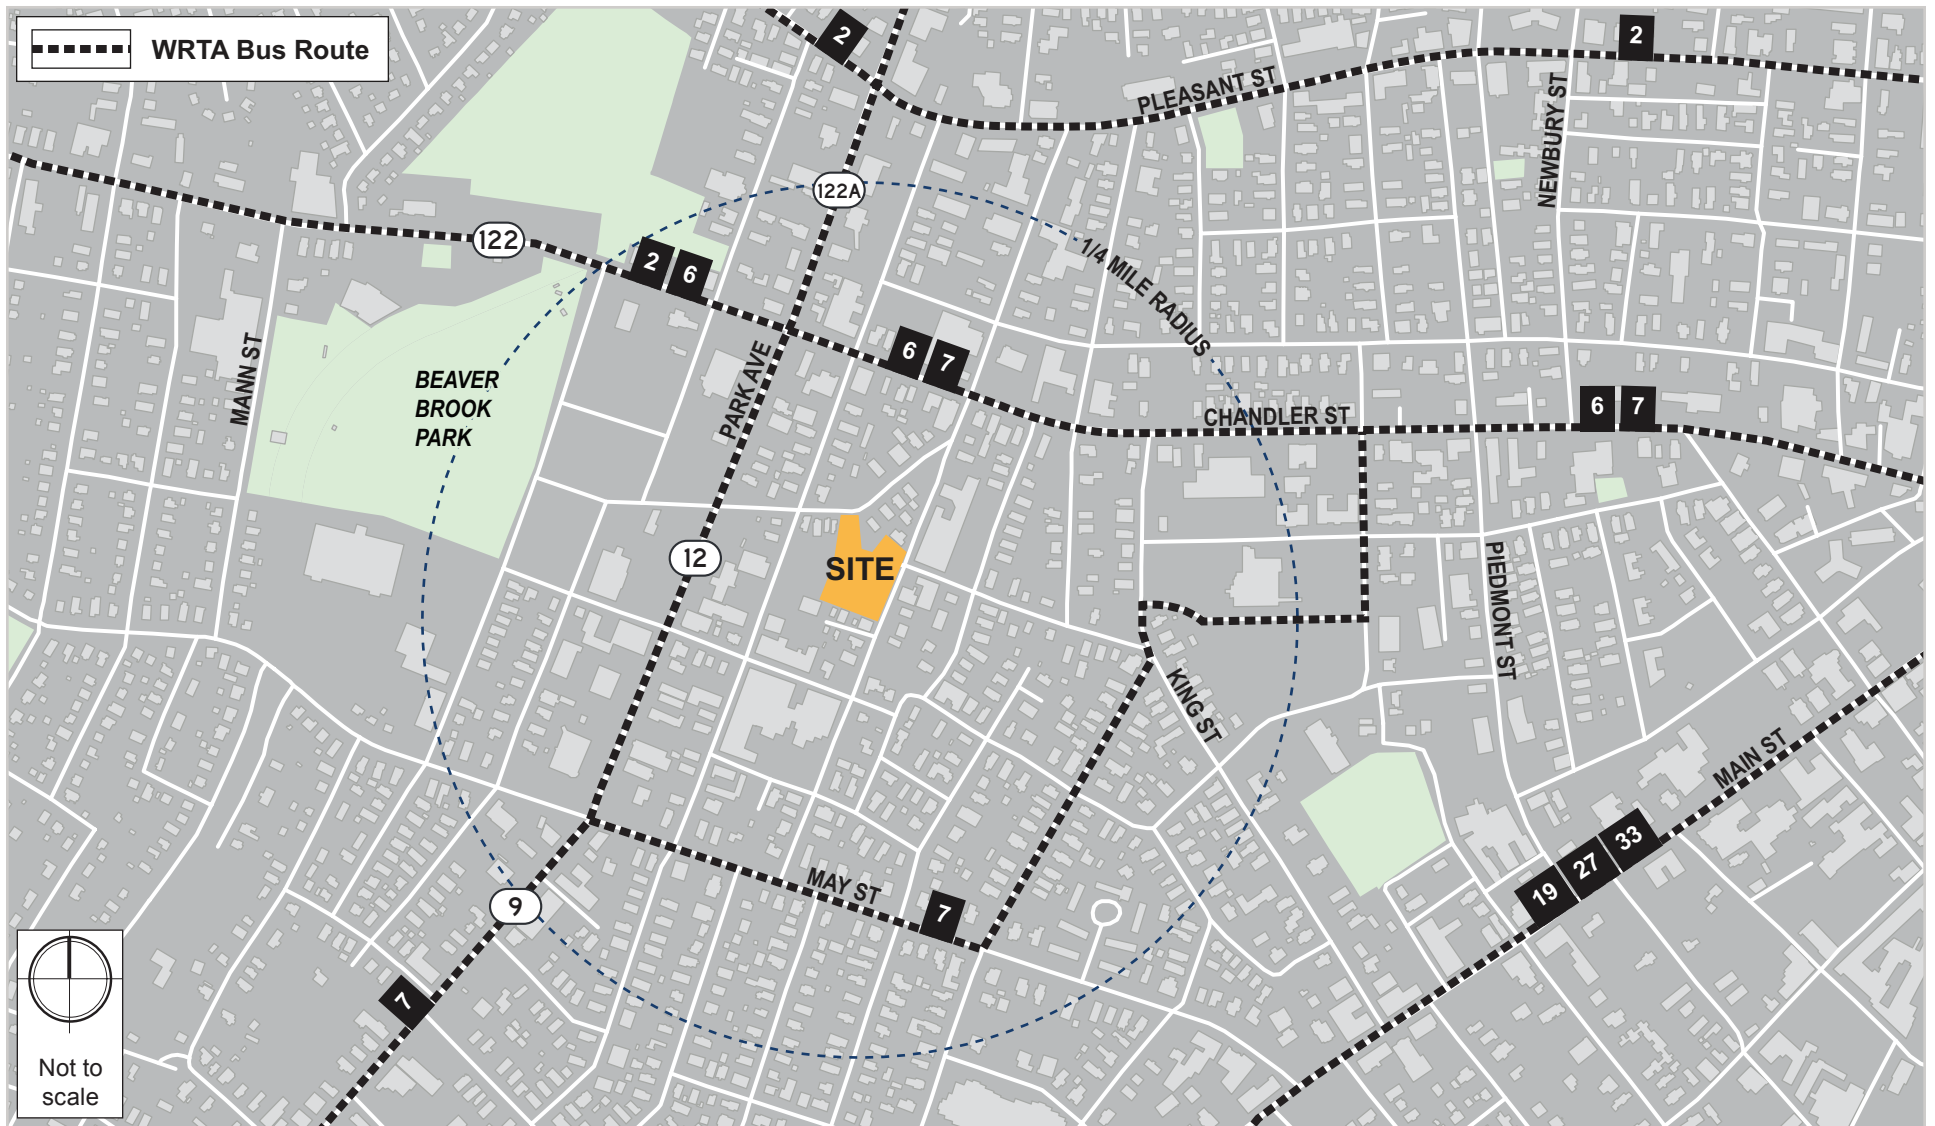 WRTA Bus Route
2
2
PLEASANT ST
NEWBURY ST
122A
122
2 6
1/4 MILE RADIUS
6 7
MANN ST
PARK AVE
BEAVER
BROOK
PARK
CHANDLER ST
6 7
12
SITE
PIEDMONT ST
KING ST
MAIN ST
19 27 33
MAY ST
7
9
7
Not to
scale